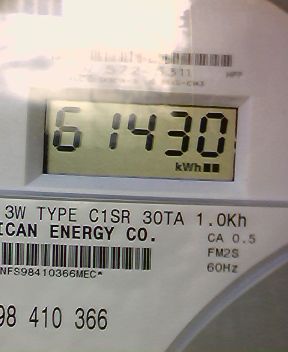 61430
kWh
3W TYPE C1SR 30TA 1.0Kh
ICAN ENERGY CO.
CA 0.5
FM2S
60Hz
*NFS98410366MEC*
98 410 366